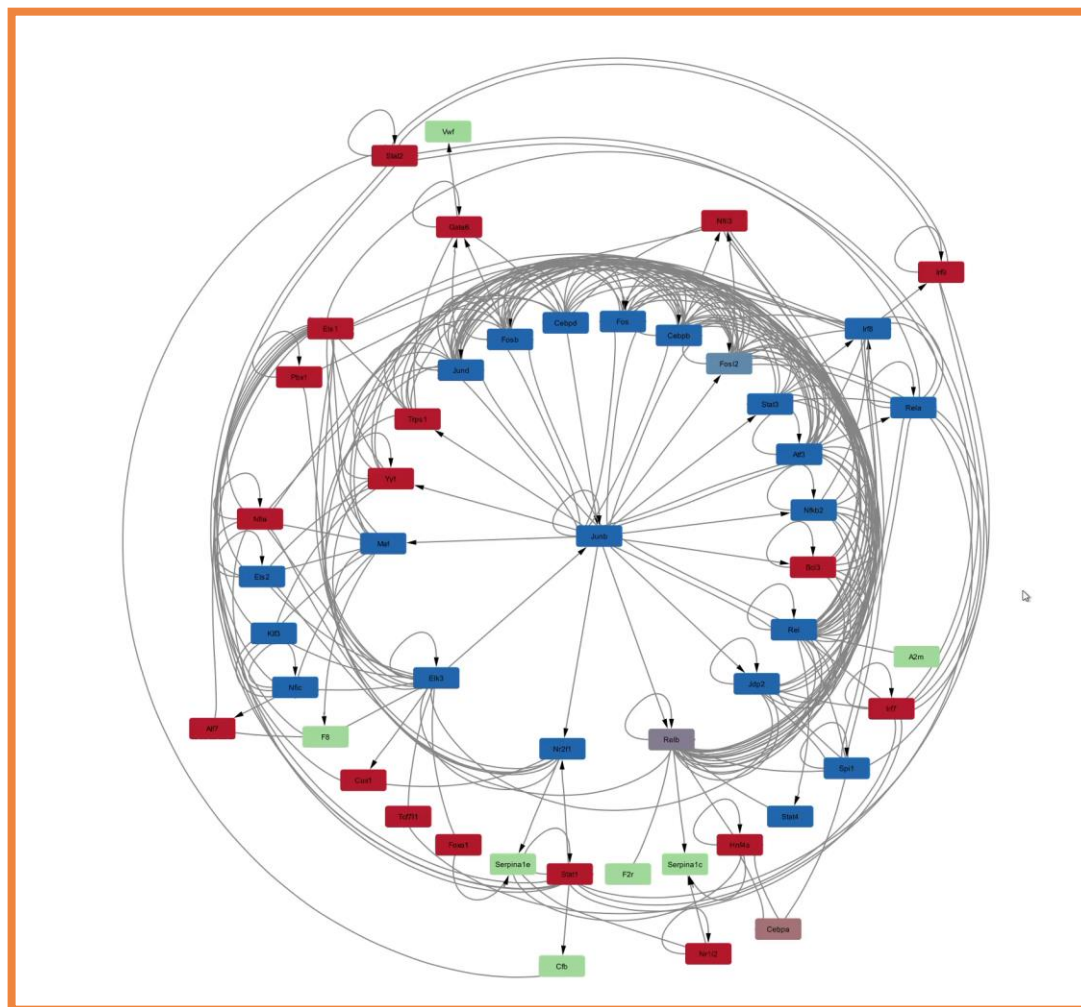 Vwf
Stat2
Nfil3
Gata6
Irf9
Cebpd
Fos
Ets1
Irf8
Fosb
Cebpb
Fosl2
Jund
Pbx1
Stat3
Rela
Trps1
Atf3
Yy1
Nfkb2
Nfia
Junb
Maf
Bcl3
Ets2
Rel
Klf3
A2m
Elk3
Jdp2
Nfic
Irf7
Atf7
F8
Relb
Nr2f1
Spi1
Cux1
Tcf7l1
Stat4
Foxa1
Hnf4a
Serpina1e
Serpina1c
Stat1
F2r
Cebpa
Nr1i2
Cfb